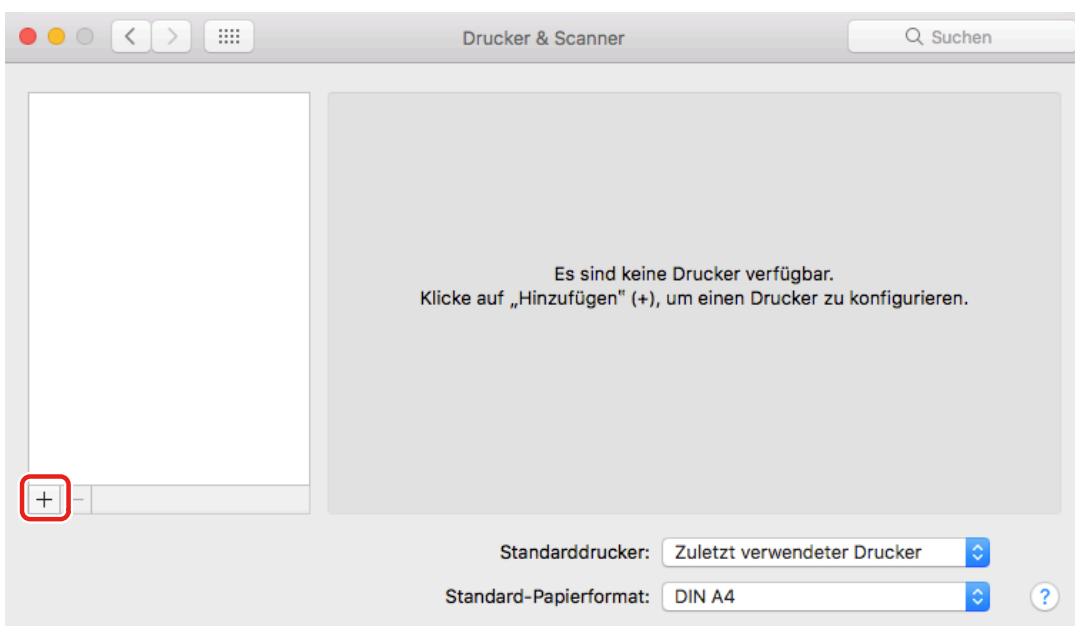 Drucker & Scanner
Suchen
Es sind keine Drucker verfügbar.
Klicke auf „Hinzufügen" (+), um einen Drucker zu konfigurieren.
+ −
Standarddrucker: Zuletzt verwendeter Drucker
Standard-Papierformat: DIN A4
?